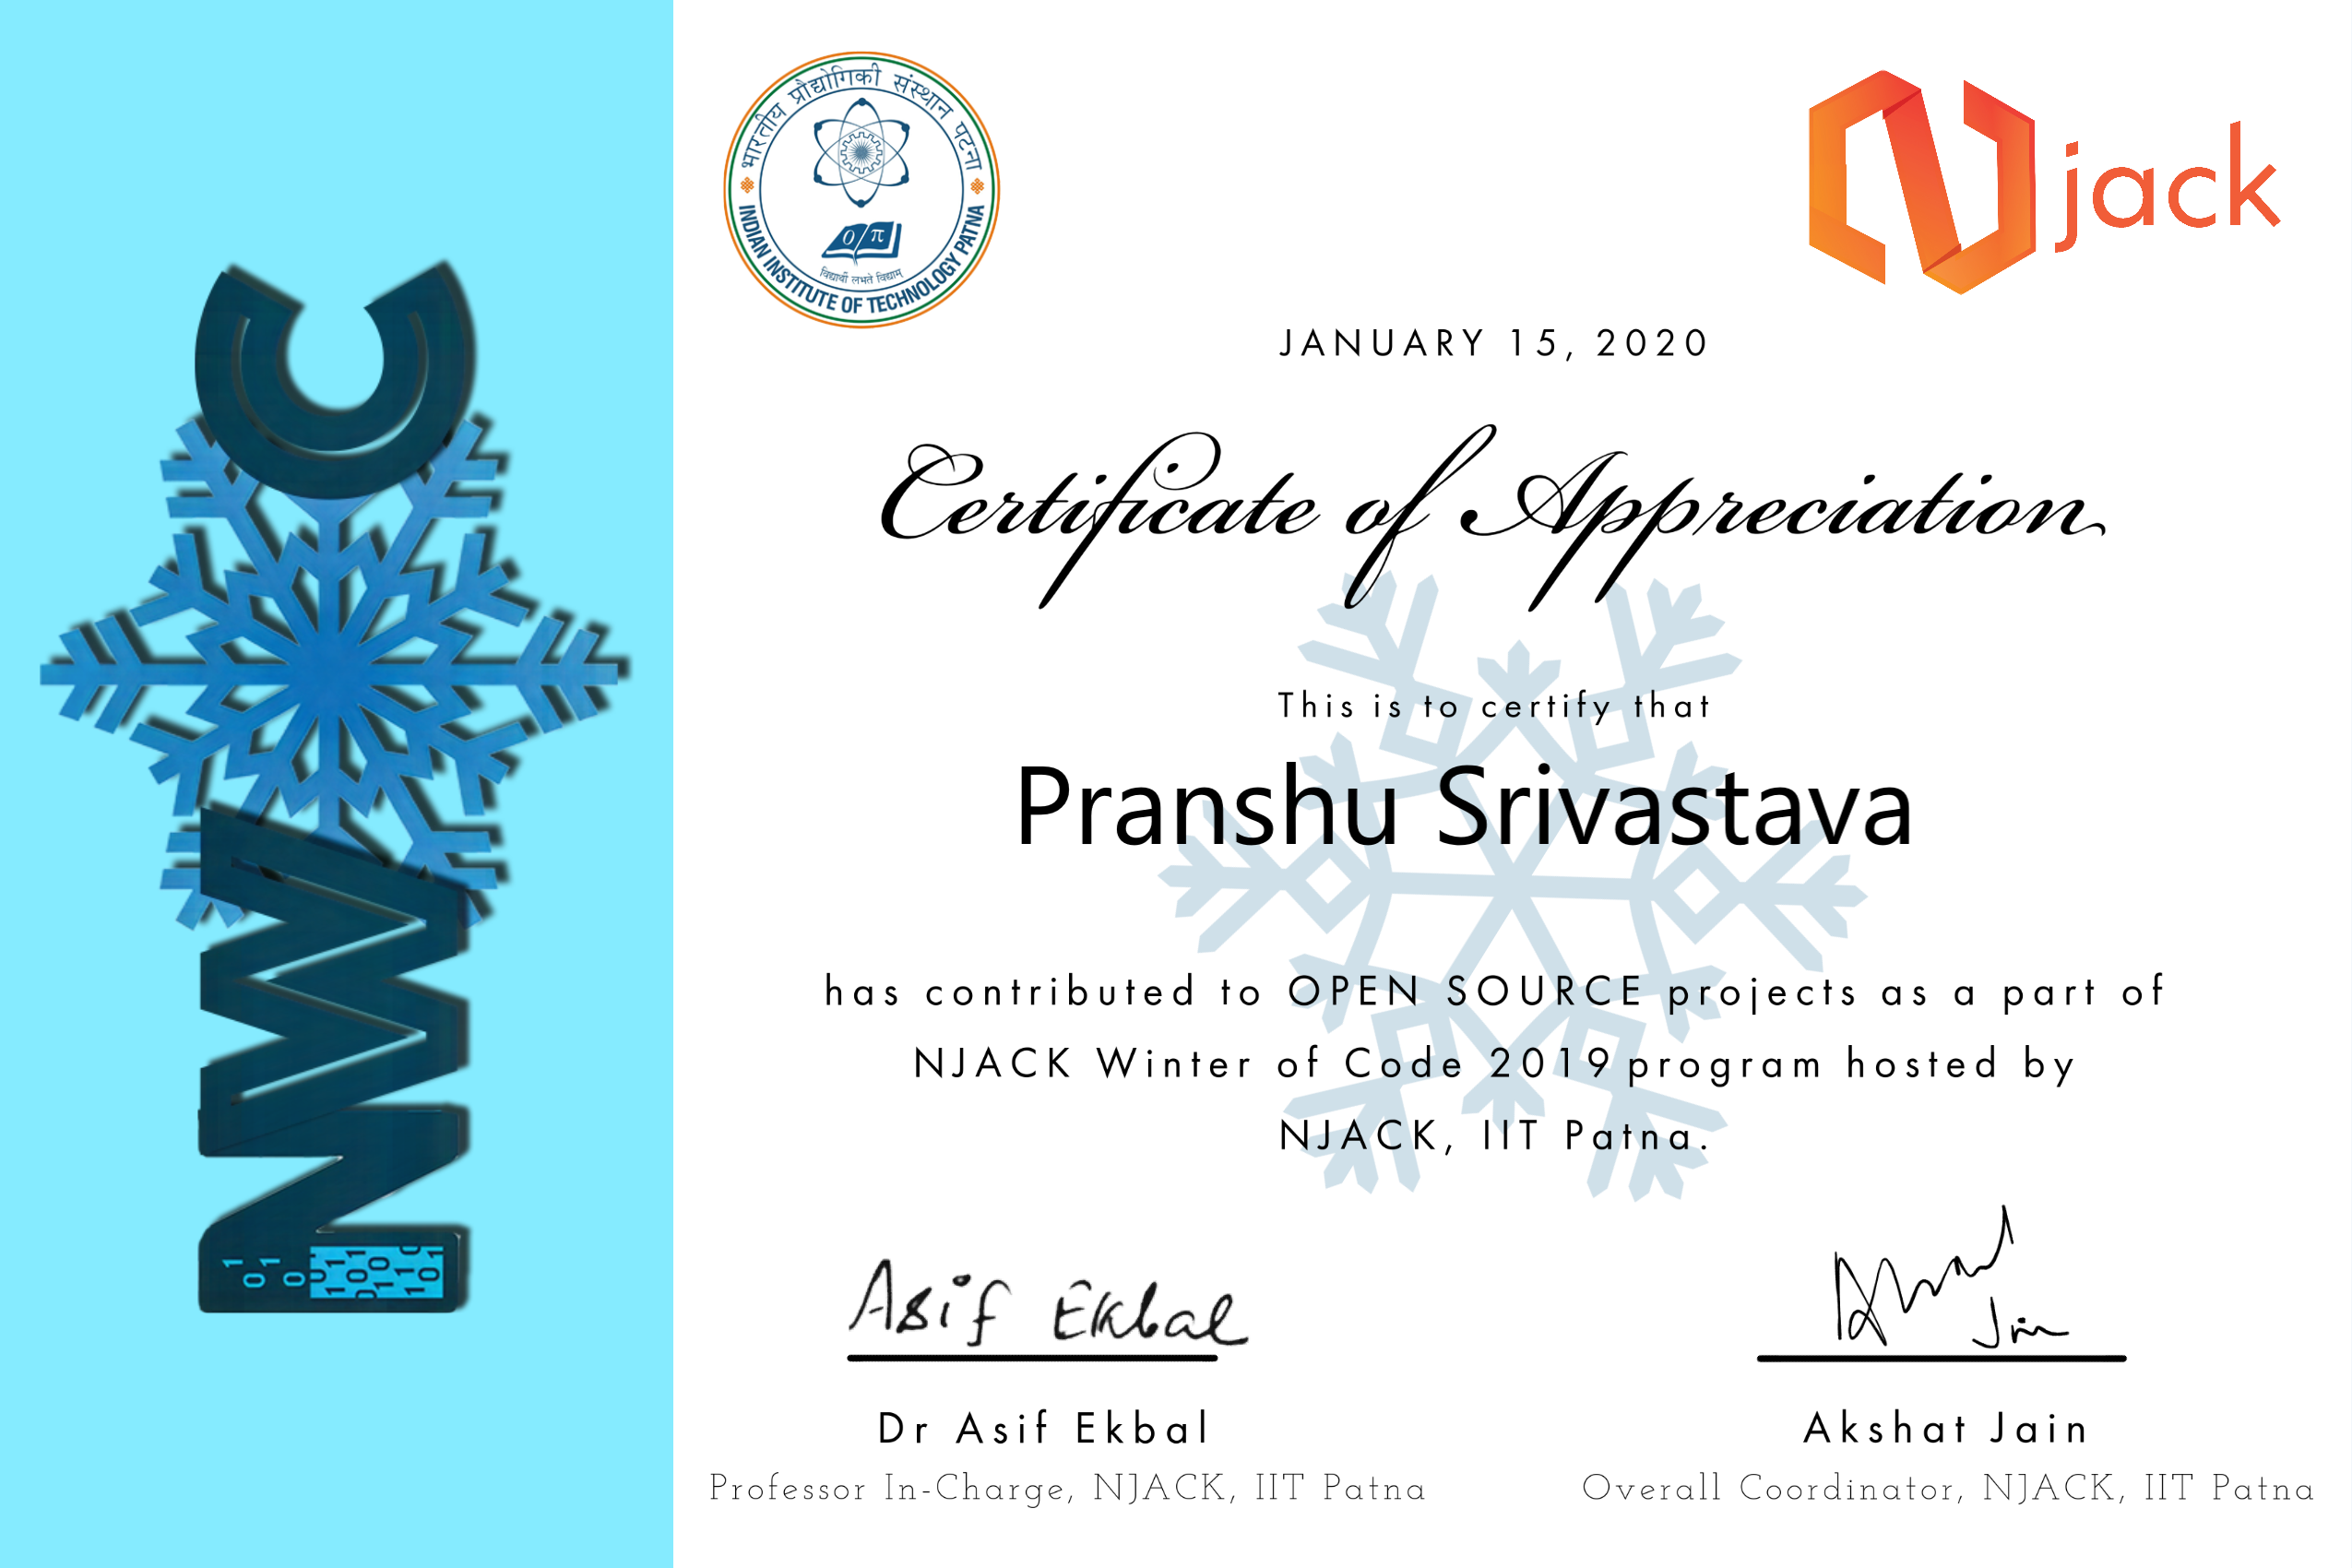 भारतीय प्रौद्योगिकी संस्थान पटना
0/π
विद्यार्थी लभते विद्याम्
INDIAN INSTITUTE OF TECHNOLOGY PATNA
Njack
NWC
JANUARY 15, 2020
Certificate of Appreciation
This is to certify that
Pranshu Srivastava
has contributed to OPEN SOURCE projects as a part of
NJACK Winter of Code 2019 program hosted by
NJACK, IIT Patna.
Asif Ekbal
Dr Asif Ekbal
Akshat Jain
Professor In-Charge, NJACK, IIT Patna
Overall Coordinator, NJACK, IIT Patna